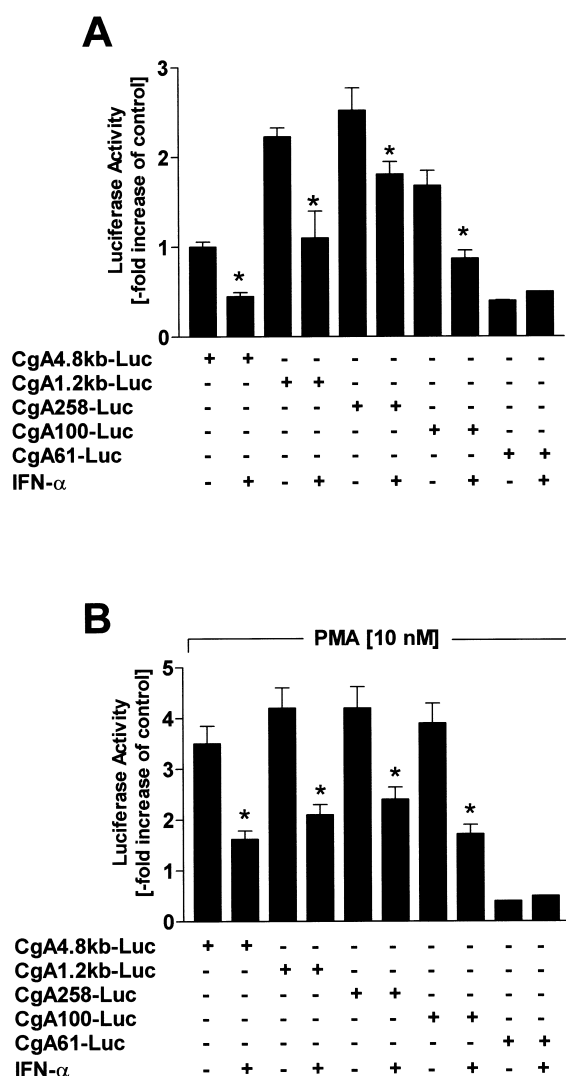 A
Luciferase Activity
[-fold increase of control]
3
2
1
0
*
*
*
*
CgA4.8kb-Luc + + - - - - - - - -
CgA1.2kb-Luc - - + + - - - - - -
CgA258-Luc - - - - + + - - - -
CgA100-Luc - - - - - - + + - -
CgA61-Luc - - - - - - - - + +
IFN-α - + - + - + - + - +
B
PMA [10 nM]
Luciferase Activity
[-fold increase of control]
5
4
3
2
1
0
*
*
*
*
CgA4.8kb-Luc + + - - - - - - - -
CgA1.2kb-Luc - - + + - - - - - -
CgA258-Luc - - - - + + - - - -
CgA100-Luc - - - - - - + + - -
CgA61-Luc - - - - - - - - + +
IFN-α - + - + - + - + - +